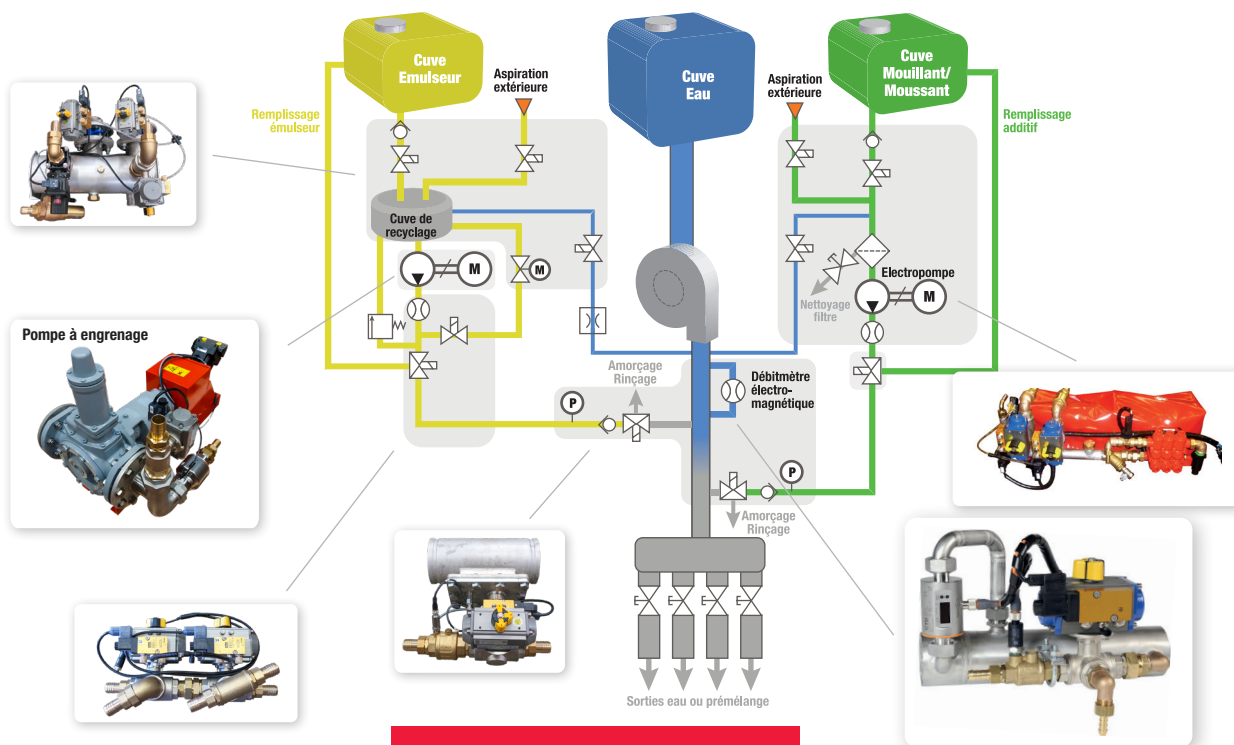 Cuve
Emulseur
Cuve
Eau
Cuve
Mouillant/
Moussant
Aspiration
extérieure
Aspiration
extérieure
Remplissage
émulseur
Remplissage
additif
Cuve de
recyclage
M
M
Electropompe
M
Nettoyage
filtre
Pompe à engrenage
Amorçage
Rinçage
Débitmètre
électro-
magnétique
P
P
Amorçage
Rinçage
Sorties eau ou prémélange